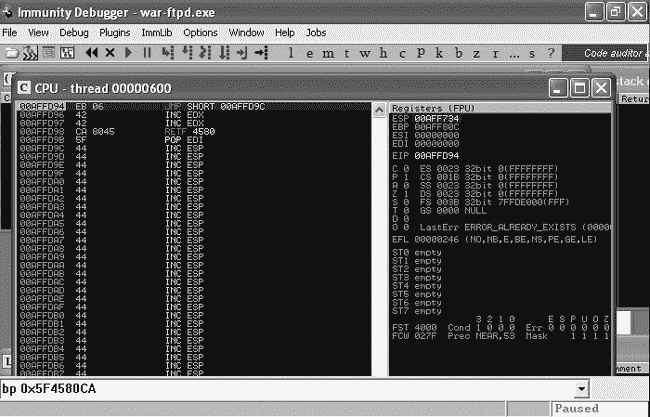 Immunity Debugger - war-ftpd.exe
File View Debug Plugins ImmLib Options Window Help Jobs
l e m t w h c P k b z r ... s ? Code auditor a
CPU - thread 00000600
stack
Retur
00AFFD94 EB 06 JMP SHORT 00AFFD9C
00AFFD96 42 INC EDX
00AFFD97 42 INC EDX
00AFFD98 CA 8045 RETF 4580
00AFFD9B 5F POP EDI
00AFFD9C 44 INC ESP
00AFFD9D 44 INC ESP
00AFFD9E 44 INC ESP
00AFFD9F 44 INC ESP
00AFFDA0 44 INC ESP
00AFFDA1 44 INC ESP
00AFFDA2 44 INC ESP
00AFFDA3 44 INC ESP
00AFFDA4 44 INC ESP
00AFFDA5 44 INC ESP
00AFFDA6 44 INC ESP
00AFFDA7 44 INC ESP
00AFFDA8 44 INC ESP
00AFFDA9 44 INC ESP
00AFFDAA 44 INC ESP
00AFFDAB 44 INC ESP
00AFFDAC 44 INC ESP
00AFFDAD 44 INC ESP
00AFFDAE 44 INC ESP
00AFFDAF 44 INC ESP
00AFFDB0 44 INC ESP
00AFFDB1 44 INC ESP
00AFFDB2 44 INC ESP
00AFFDB3 44 INC ESP
00AFFDB4 44 INC ESP
00AFFDB5 44 INC ESP
00AFFDB6 44 INC ESP
00AFFDB7 44 INC ESP
Registers (FPU)
ESP 00AFF734
EBP 00AFF80C
ESI 00000000
EDI 00000000
EIP 00AFFD94
C 0 ES 0023 32bit 0(FFFFFFFF)
P 1 CS 001B 32bit 0(FFFFFFFF)
A 0 SS 0023 32bit 0(FFFFFFFF)
Z 1 DS 0023 32bit 0(FFFFFFFF)
S 0 FS 003B 32bit 7FFDE000(FFF)
T 0 GS 0000 NULL
D 0
O 0 LastErr ERROR_ALREADY_EXISTS (0000
EFL 00000246 (NO,NB,E,BE,NS,PE,GE,LE)
ST0 empty
ST1 empty
ST2 empty
ST3 empty
ST4 empty
ST5 empty
ST6 empty
ST7 empty
3 2 1 0 E S P U O Z
FST 4000 Cond 1 0 0 0 Err 0 0 0 0 0 0
FCW 027F Prec NEAR,53 Mask 1 1 1 1
mment
bp 0x5F4580CA
Paused